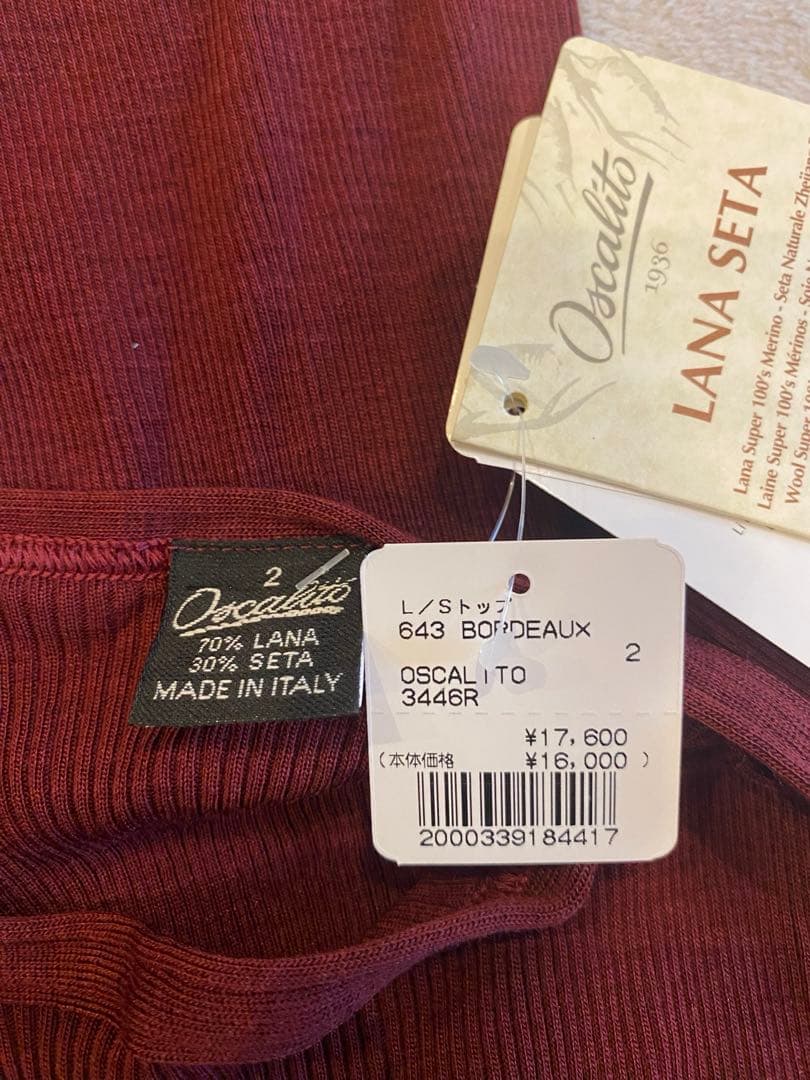 Oscalito
1936
LANA SETA
Lana Super 100's Merino - Seta Naturale
Laine Super 100's Mérinos - Soie
Wool Super
2
Oscalito
70% LANA
30% SETA
MADE IN ITALY
L/Sトップ
643 BORDEAUX
2
OSCALITO
3446R
¥17,600
(本体価格 ¥16,000 )
2000339184417